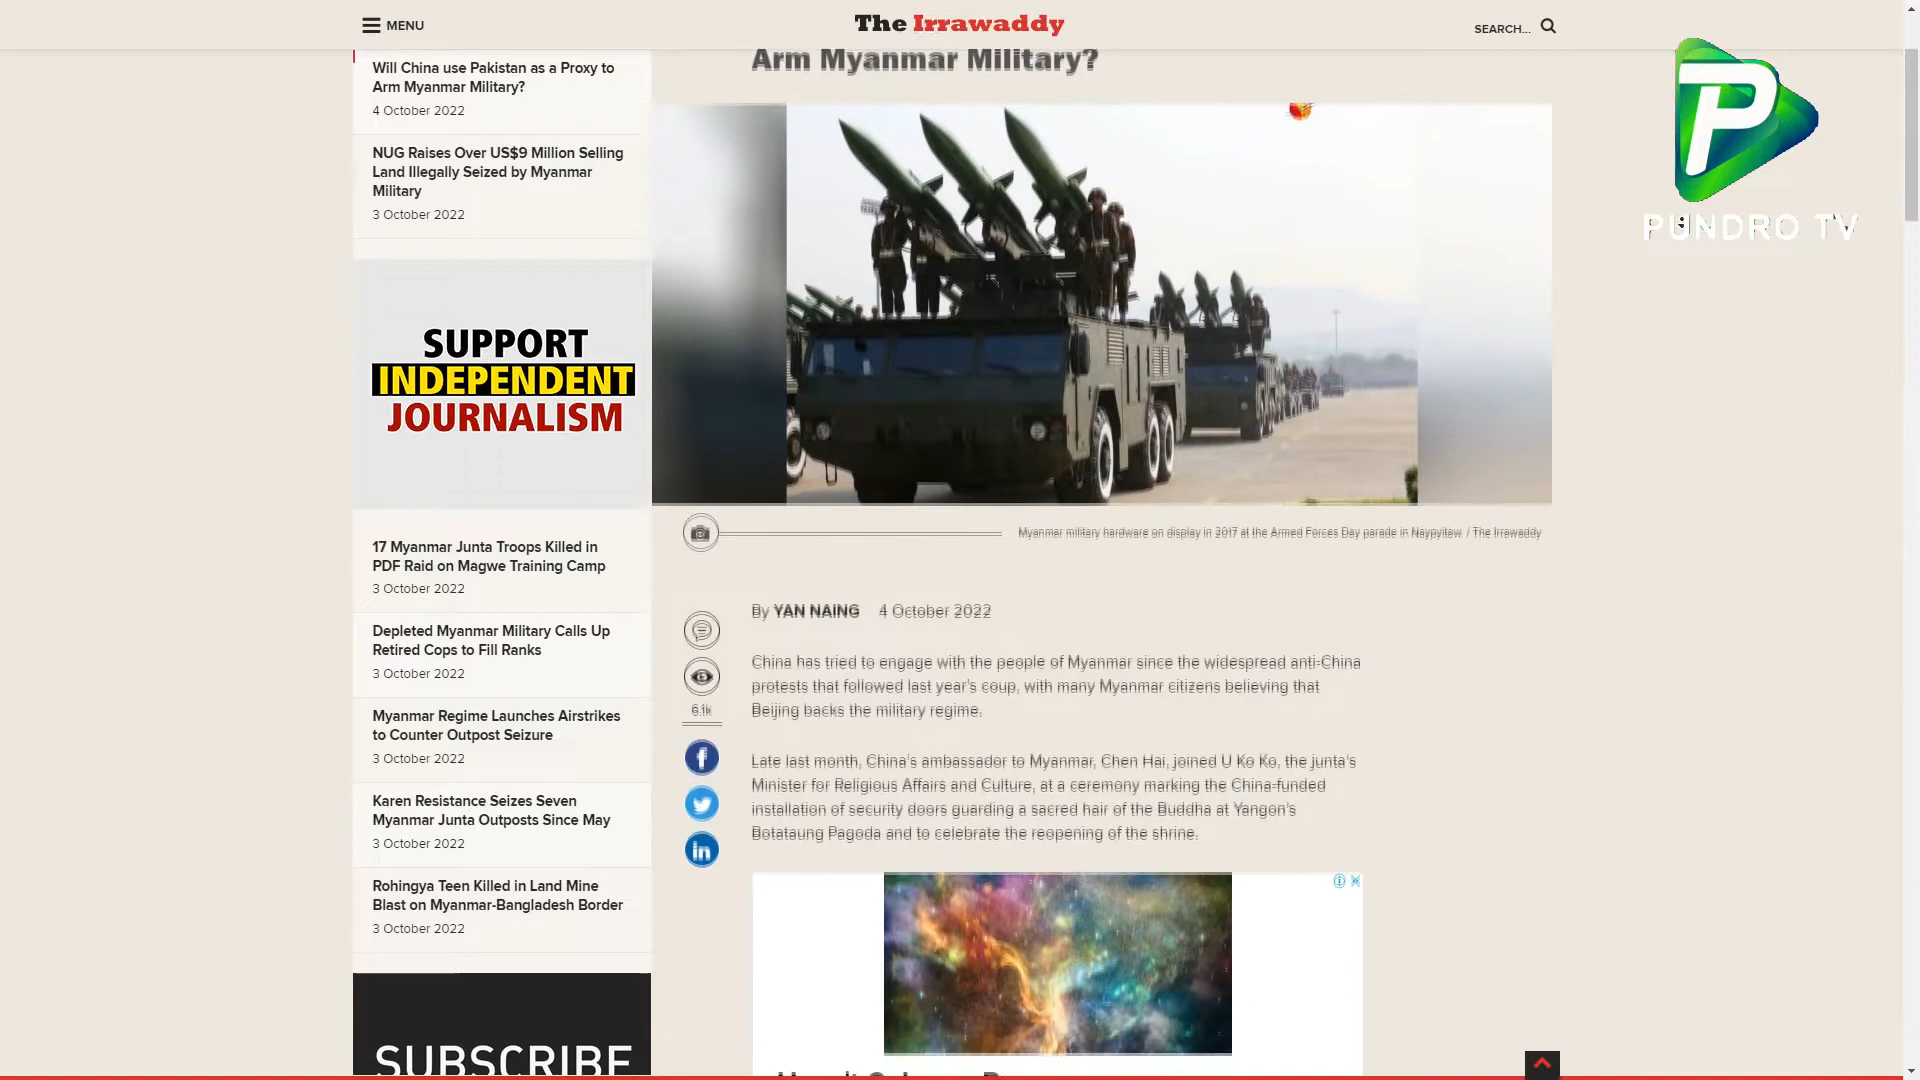 MENU
The Irrawaddy
SEARCH...
Will China use Pakistan as a Proxy to
Arm Myanmar Military?
4 October 2022
NUG Raises Over US$9 Million Selling
Land Illegally Seized by Myanmar
Military
3 October 2022
SUPPORT
INDEPENDENT
JOURNALISM
17 Myanmar Junta Troops Killed in
PDF Raid on Magwe Training Camp
3 October 2022
Depleted Myanmar Military Calls Up
Retired Cops to Fill Ranks
3 October 2022
Myanmar Regime Launches Airstrikes
to Counter Outpost Seizure
3 October 2022
Karen Resistance Seizes Seven
Myanmar Junta Outposts Since May
3 October 2022
Rohingya Teen Killed in Land Mine
Blast on Myanmar-Bangladesh Border
3 October 2022
SUBSCRIBE
Arm Myanmar Military?
Myanmar military hardware on display in 2017 at the Armed Forces Day parade in Naypyitaw. / The Irrawaddy
By YAN NAING 4 October 2022
6.1k
China has tried to engage with the people of Myanmar since the widespread anti-China
protests that followed last year's coup, with many Myanmar citizens believing that
Beijing backs the military regime.
Late last month, China's ambassador to Myanmar, Chen Hai, joined U Ko Ko, the junta's
Minister for Religious Affairs and Culture, at a ceremony marking the China-funded
installation of security doors guarding a sacred hair of the Buddha at Yangon's
Botataung Pagoda and to celebrate the reopening of the shrine.
PUNDRO TV